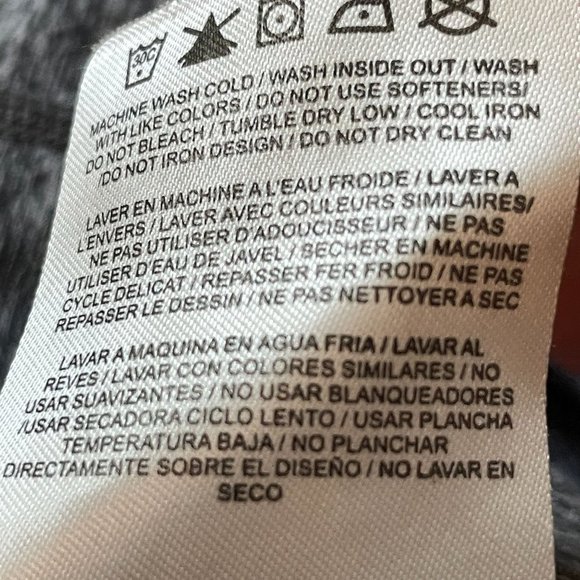 30C
MACHINE WASH COLD / WASH INSIDE OUT / WASH
WITH LIKE COLORS / DO NOT USE SOFTENERS/
DO NOT BLEACH / TUMBLE DRY LOW / COOL IRON
/DO NOT IRON DESIGN / DO NOT DRY CLEAN
LAVER EN MACHINE A L'EAU FROIDE / LAVER A
L'ENVERS / LAVER AVEC COULEURS SIMILAIRES/
NE PAS UTILISER D'ADOUCISSEUR / NE PAS
UTILISER D'EAU DE JAVEL / SECHER EN MACHINE
CYCLE DELICAT / REPASSER FER FROID / NE PAS
REPASSER LE DESSIN / NE PAS NETTOYER A SEC
LAVAR A MAQUINA EN AGUA FRIA / LAVAR AL
REVES / LAVAR CON COLORES SIMILARES / NO
USAR SUAVIZANTES / NO USAR BLANQUEADORES
/USAR SECADORA CICLO LENTO / USAR PLANCHA
TEMPERATURA BAJA / NO PLANCHAR
DIRECTAMENTE SOBRE EL DISEÑO / NO LAVAR EN
SECO